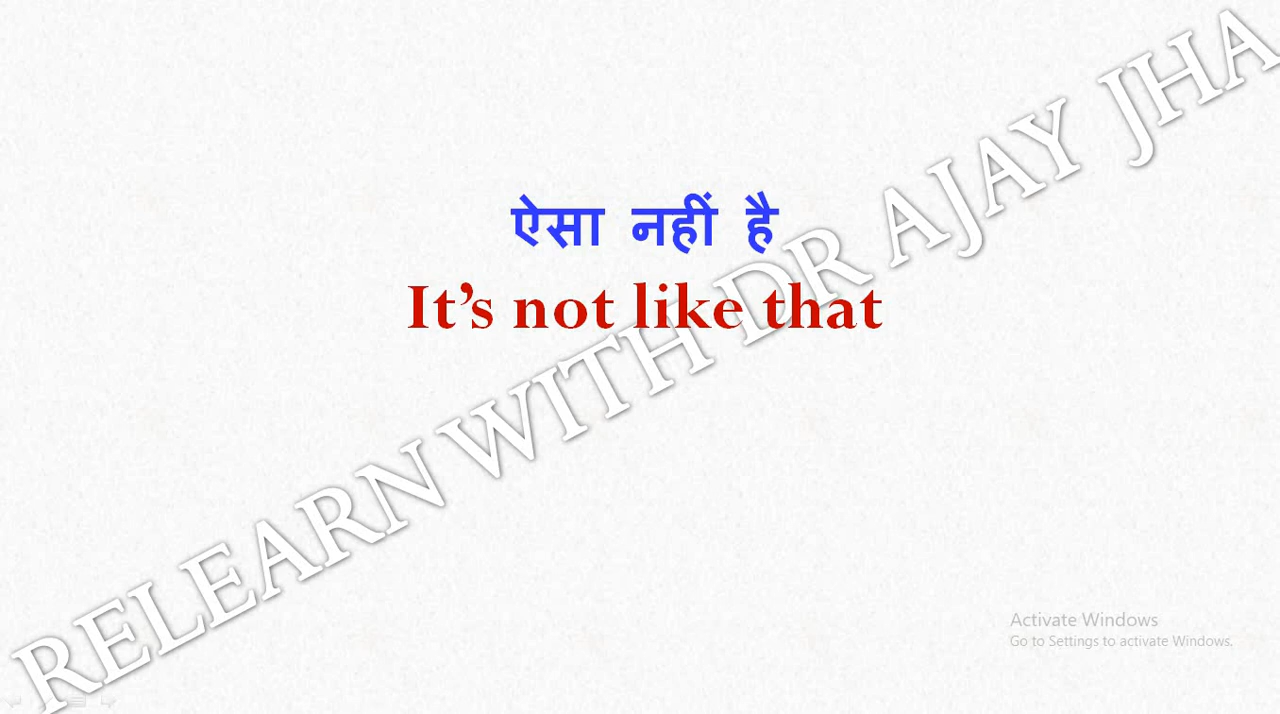 ऐसा नहीं है
It’s not like that
RELEARN WITH DR AJAY JHA
Activate Windows
Go to Settings to activate Windows.